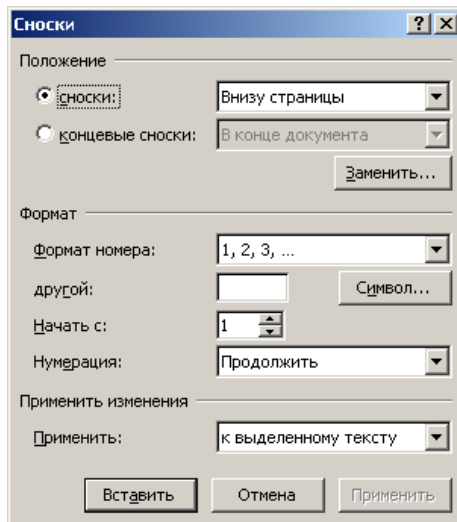 Сноски
Положение
сноски: Внизу страницы
концевые сноски: В конце документа
Заменить...
Формат
Формат номера: 1, 2, 3, ...
другой: Символ...
Начать с: 1
Нумерация: Продолжить
Применить изменения
Применить: к выделенному тексту
Вставить Отмена Применить